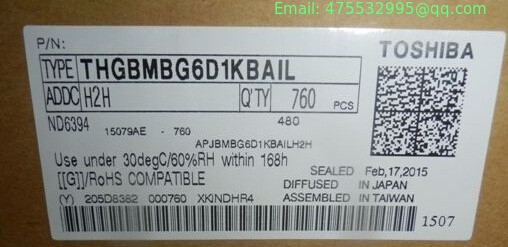 Email: 475532995@qq.com
P/N:
TOSHIBA
TYPE THGBMBG6D1KBAIL
ADDC H2H Q'TY 760 PCS
ND6394 15079AE - 760 480
APJBMBG6D1KBAILH2H
Use under 30degC/60%RH within 168h
[[G]]/RoHS COMPATIBLE
SEALED Feb,17,2015
DIFFUSED IN JAPAN
ASSEMBLED IN TAIWAN
(Y) 205D8382 000760 XKINDHR4
1507